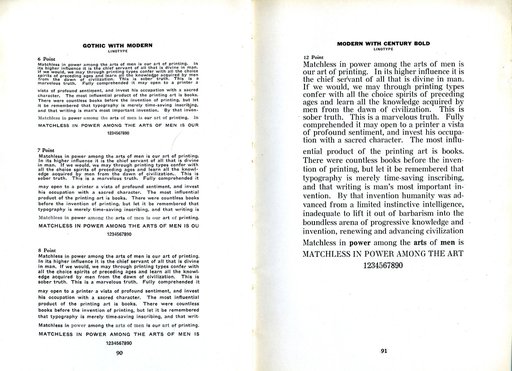 GOTHIC WITH MODERN
LINOTYPE
6 Point
Matchless in power among the arts of men is our art of printing. In
its highest influence it is the chief servant of all that is divine in man.
If we would, we may through printing types confer with all the choice
spirits of preceding ages and learn all the knowledge acquired by men
from the dawn of civilization. This is sober truth. This is a
marvelous truth. Fully comprehended it may open to a printer a
vista of profound sentiment, and invest his occupation with a sacred
character. The most influential product of the printing art is books.
There were countless books before the invention of printing, but let
it be remembered that typography is merely time-saving inscribing,
and that writing is man's most important invention. By that inven-
Matchless in power among the arts of men is our art of printing. In
MATCHLESS IN POWER AMONG THE ARTS OF MEN IS OUR
1234567890
7 Point
Matchless in power among the arts of men is our art of printing.
In its highest influence it is the chief servant of all that is divine
in man. If we would, we may through printing types confer with
all the choice spirits of preceding ages and learn all the knowl-
edge acquired by men from the dawn of civilization. This is
sober truth. This is a marvelous truth. Fully comprehended it
may open to a printer a vista of profound sentiment, and invest
his occupation with a sacred character. The most influential
product of the printing art is books. There were countless books
before the invention of printing, but let it be remembered that
typography is merely time-saving inscribing, and that writing is
Matchless in power among the arts of men is our art of printing.
MATCHLESS IN POWER AMONG THE ARTS OF MEN IS OU
1234567890
8 Point
Matchless in power among the arts of men is our art of printing.
In its highest influence it is the chief servant of all that is divine
in man. If we would, we may through printing types confer with
all the choice spirits of preceding ages and learn all the knowl-
edge acquired by men from the dawn of civilization. This is
sober truth. This is a marvelous truth. Fully comprehended it
may open to a printer a vista of profound sentiment, and invest
his occupation with a sacred character. The most influential
product of the printing art is books. There were countless
books before the invention of printing, but let it be remembered
that typography is merely time-saving inscribing, and that writ-
Matchless in power among the arts of men is our art of printing.
MATCHLESS IN POWER AMONG THE ARTS OF MEN IS
1234567890
90
MODERN WITH CENTURY BOLD
LINOTYPE
12 Point
Matchless in power among the arts of men is
our art of printing. In its highest influence it is
the chief servant of all that is divine in man.
If we would, we may through printing types
confer with all the choice spirits of preceding
ages and learn all the knowledge acquired by
men from the dawn of civilization. This is
sober truth. This is a marvelous truth. Fully
comprehended it may open to a printer a vista
of profound sentiment, and invest his occupa-
tion with a sacred character. The most influ-
ential product of the printing art is books.
There were countless books before the inven-
tion of printing, but let it be remembered that
typography is merely time-saving inscribing,
and that writing is man's most important in-
vention. By that invention humanity was ad-
vanced from a limited instinctive intelligence,
inadequate to lift it out of barbarism into the
boundless arena of progressive knowledge and
invention, renewing and advancing civilization
Matchless in power among the arts of men is
MATCHLESS IN POWER AMONG THE ART
1234567890
91